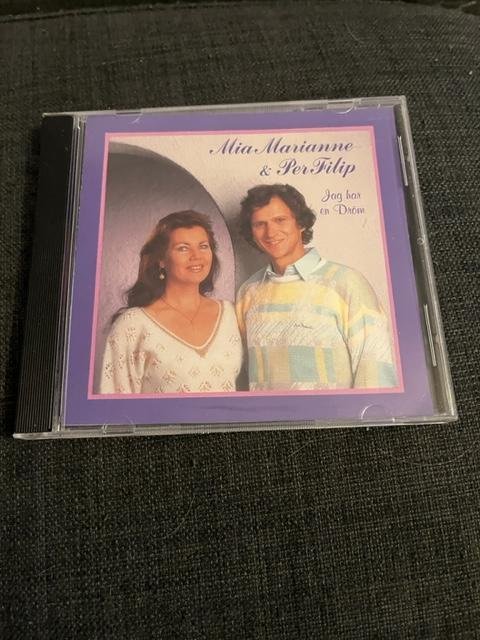 Mia Marianne
& Per Filip
Jag har
en Dröm